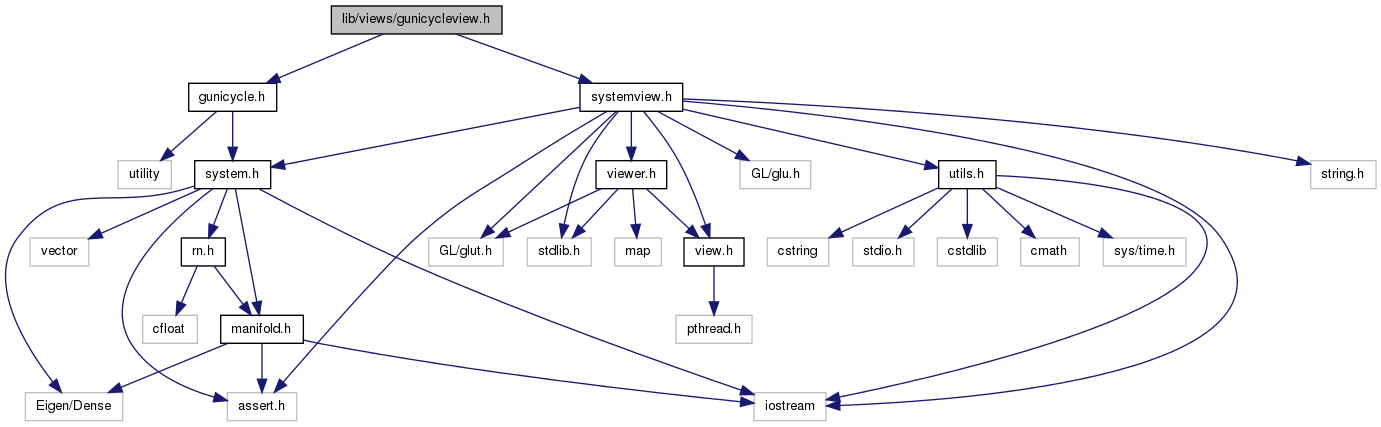 lib/views/gunicycleview.h
gunicycle.h
systemview.h
utility
system.h
viewer.h
GL/glu.h
utils.h
string.h
vector
rn.h
GL/glut.h
stdlib.h
map
view.h
cstring
stdio.h
cstdlib
cmath
sys/time.h
cfloat
manifold.h
pthread.h
Eigen/Dense
assert.h
iostream